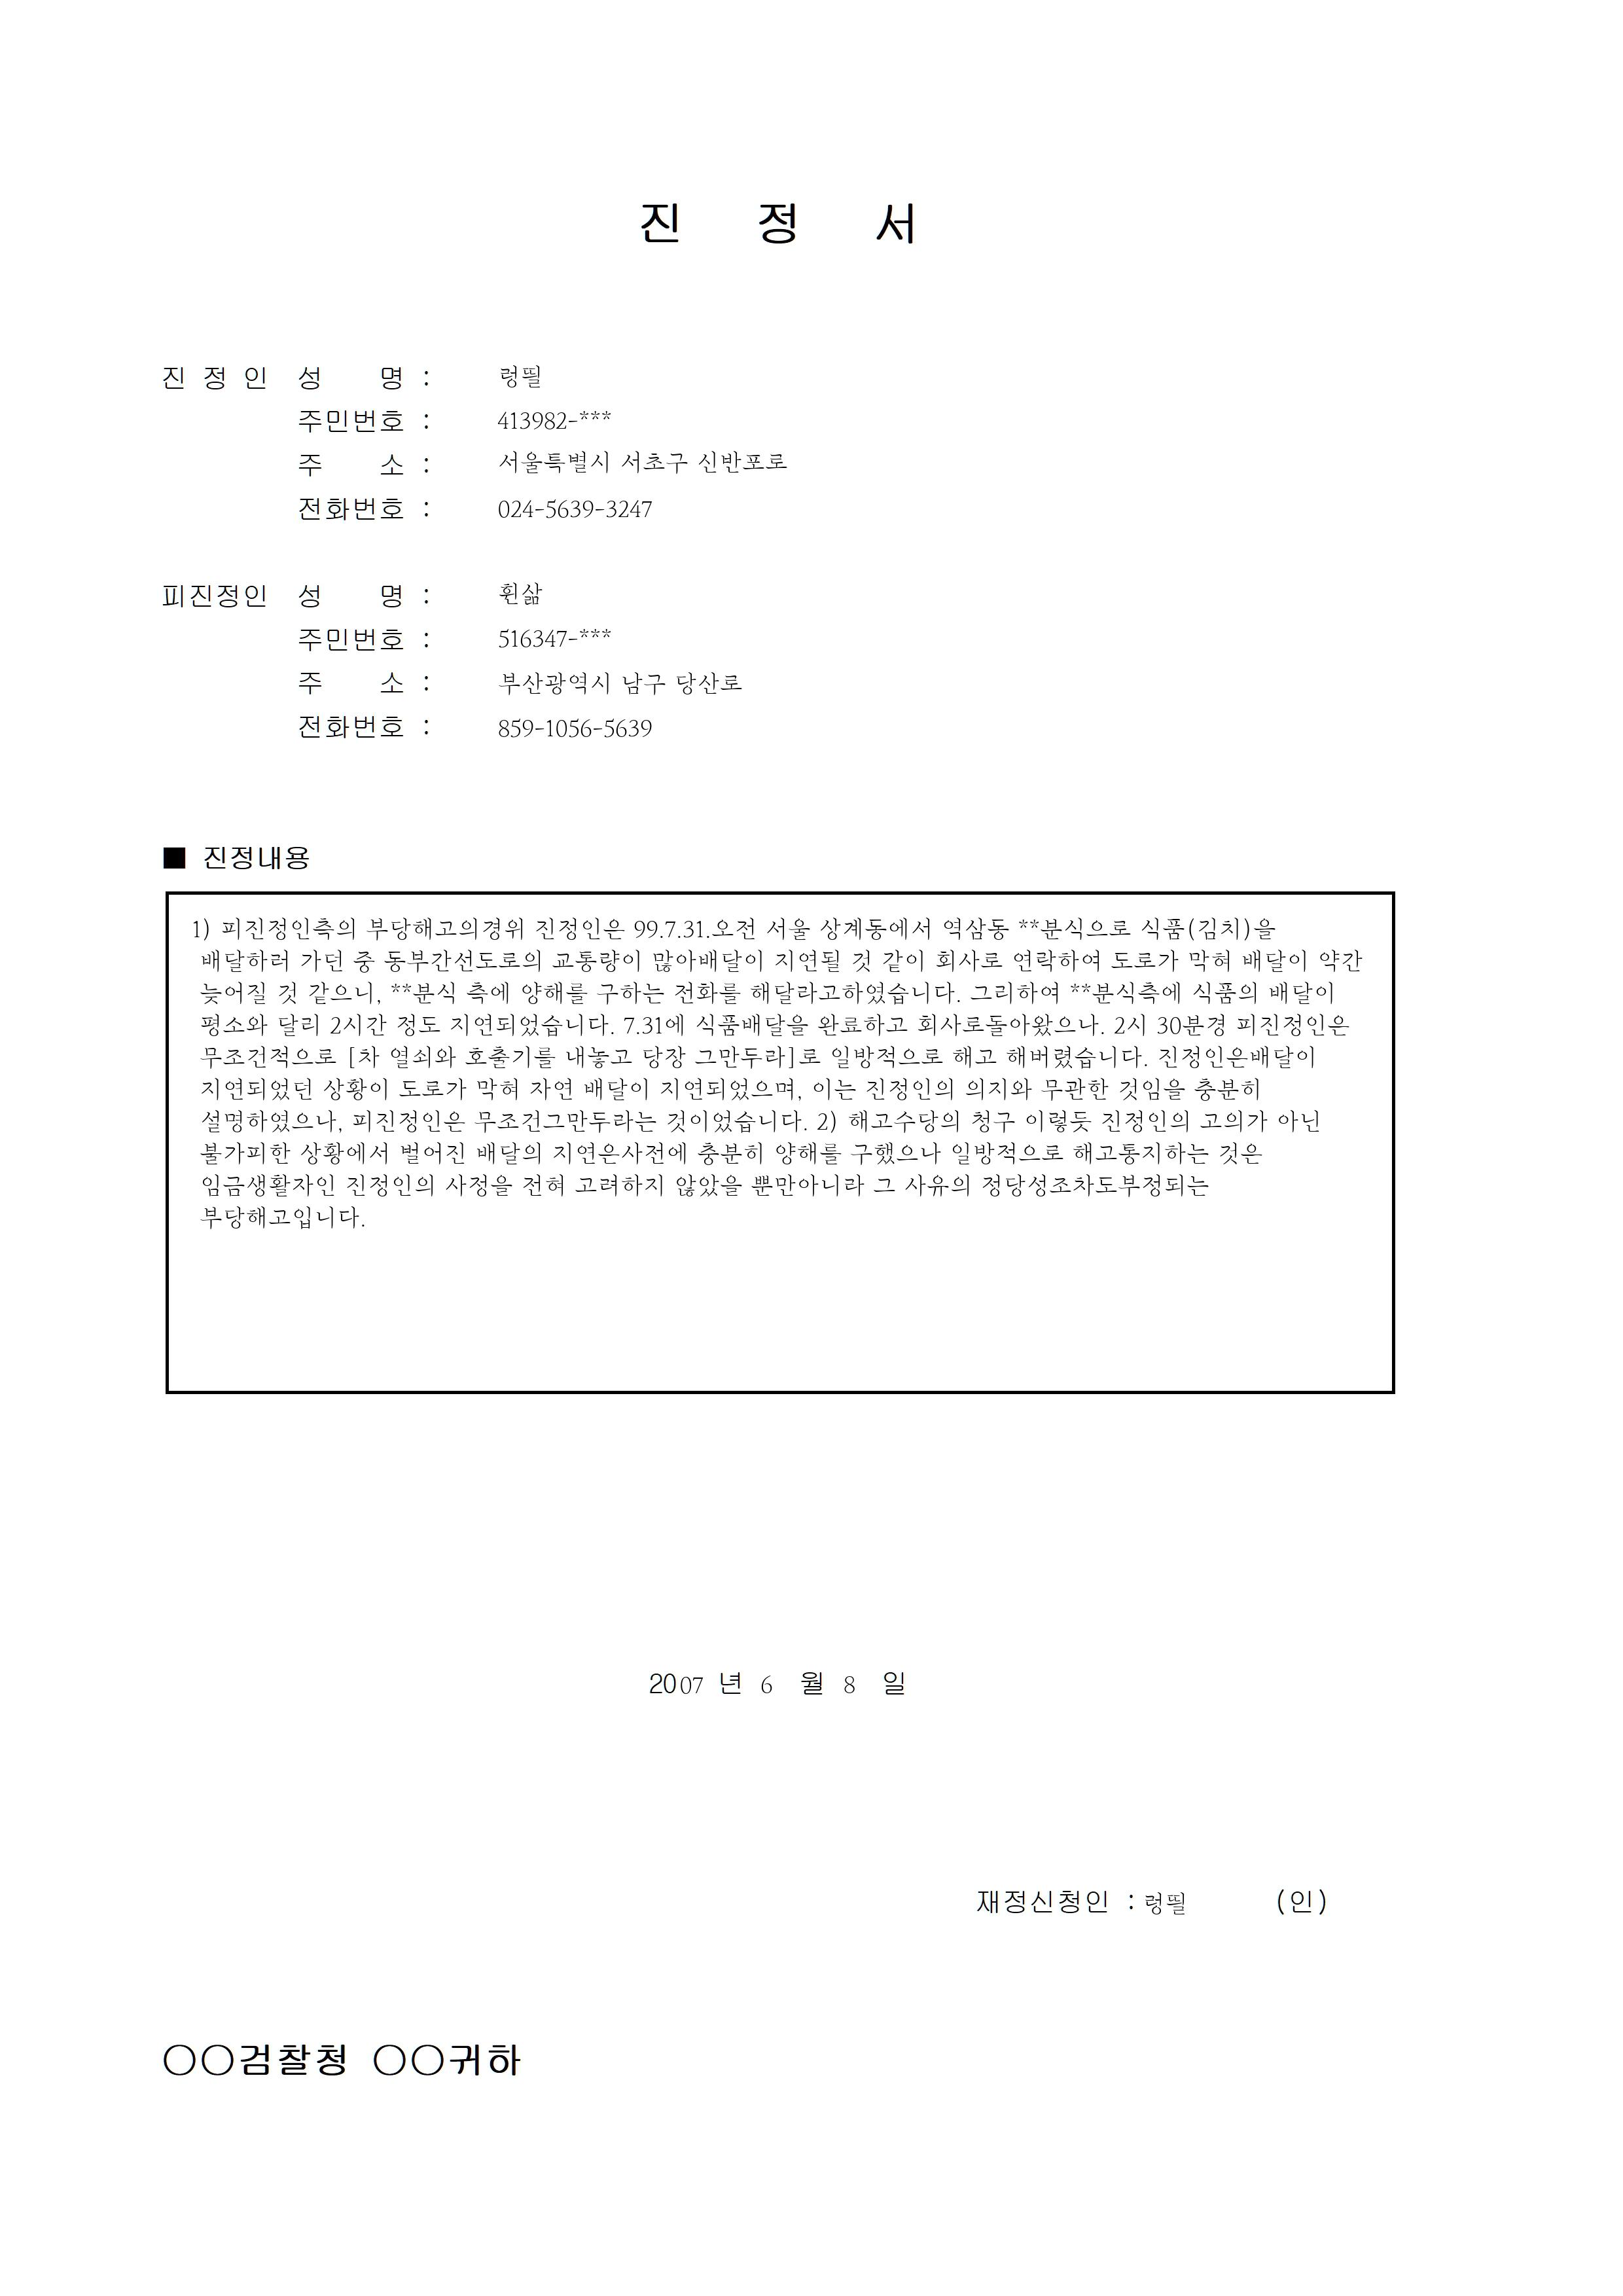 진 정 서
진 정 인 성 명 : 렁띌
주민번호 : 413982-***
주 소 : 서울특별시 서초구 신반포로
전화번호 : 024-5639-3247
피진정인 성 명 : 휜삶
주민번호 : 516347-***
주 소 : 부산광역시 남구 당산로
전화번호 : 859-1056-5639
■ 진정내용
1) 피진정인측의 부당해고의경위 진정인은 99.7.31.오전 서울 상계동에서 역삼동 **분식으로 식품(김치)을
배달하러 가던 중 동부간선도로의 교통량이 많아배달이 지연될 것 같이 회사로 연락하여 도로가 막혀 배달이 약간
늦어질 것 같으니, **분식 측에 양해를 구하는 전화를 해달라고하였습니다. 그리하여 **분식측에 식품의 배달이
평소와 달리 2시간 정도 지연되었습니다. 7.31에 식품배달을 완료하고 회사로돌아왔으나. 2시 30분경 피진정인은
무조건적으로 [차 열쇠와 호출기를 내놓고 당장 그만두라]로 일방적으로 해고 해버렸습니다. 진정인은배달이
지연되었던 상황이 도로가 막혀 자연 배달이 지연되었으며, 이는 진정인의 의지와 무관한 것임을 충분히
설명하였으나, 피진정인은 무조건그만두라는 것이었습니다. 2) 해고수당의 청구 이렇듯 진정인의 고의가 아닌
불가피한 상황에서 벌어진 배달의 지연은사전에 충분히 양해를 구했으나 일방적으로 해고통지하는 것은
임금생활자인 진정인의 사정을 전혀 고려하지 않았을 뿐만아니라 그 사유의 정당성조차도부정되는
부당해고입니다.
2007 년 6 월 8 일
재정신청인 : 렁띌 (인)
○○검찰청 ○○귀하